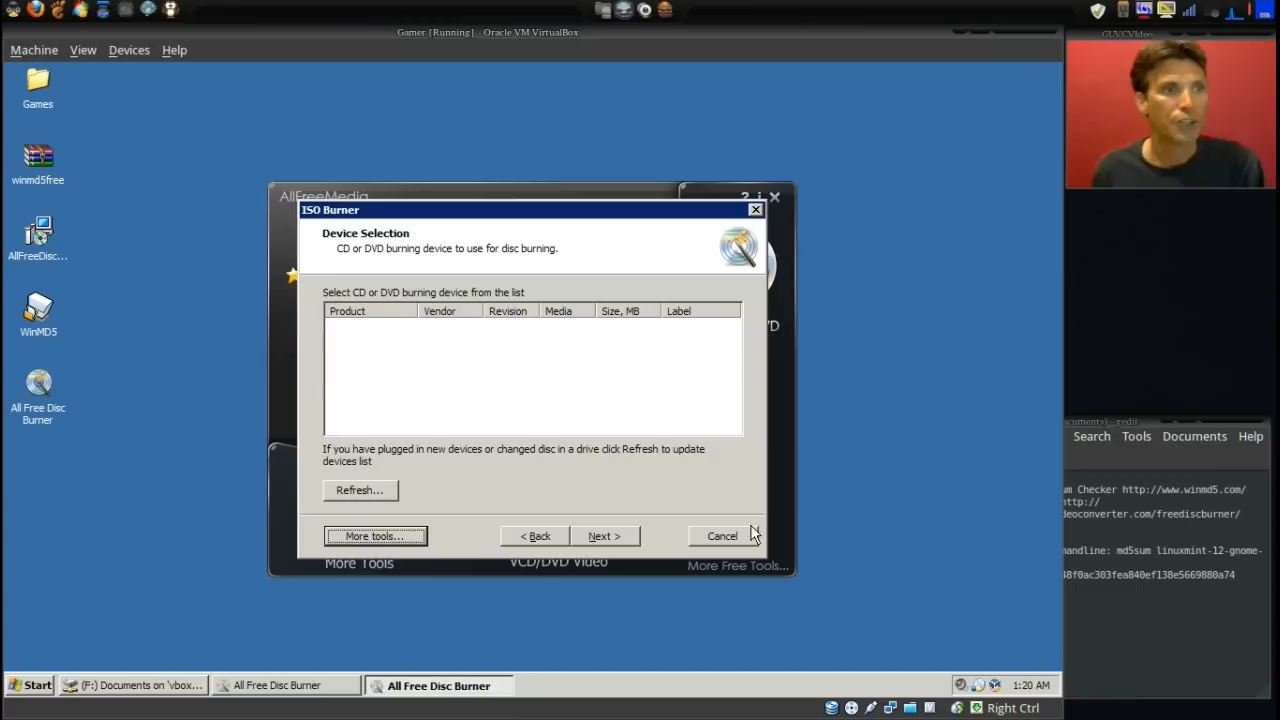 Gamer [Running] - Oracle VM VirtualBox
GUVCVideo
Machine View Devices Help
Games
winmd5free
AllFreeDisc...
WinMD5
All Free Disc
Burner
AllFreeMedia
? i
ISO Burner
Device Selection
CD or DVD burning device to use for disc burning.
Select CD or DVD burning device from the list
Product Vendor Revision Media Size, MB Label
If you have plugged in new devices or changed disc in a drive click Refresh to update
devices list
Refresh...
More tools... < Back Next > Cancel
More Tools VCD/DVD Video More Free Tools...
ocuments) - gedit
Search Tools Documents Help
um Checker http://www.winmd5.com/
http://
deoconverter.com/freediscburner/
mandline: md5sum linuxmint-12-gnome-
48f0ac303fea840ef138e5669880a74
Start (F:) Documents on 'vbox... All Free Disc Burner All Free Disc Burner 1:20 AM
Right Ctrl